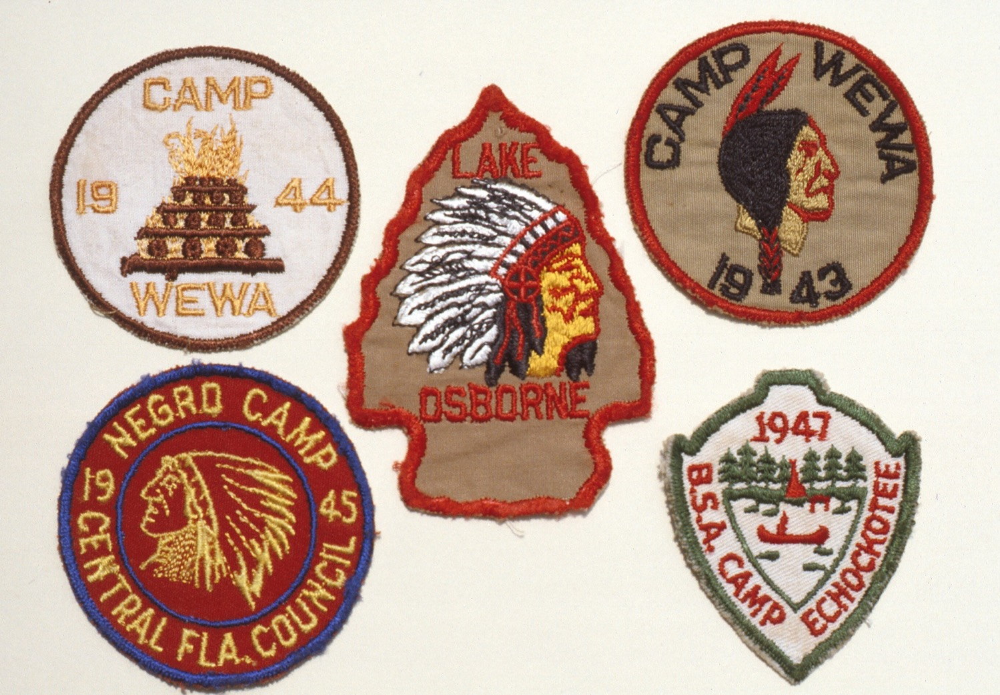 CAMP
19 44
WEWA
LAKE
OSBORNE
CAMP WEWA
19 43
NEGRO CAMP
19 45
CENTRAL FLA. COUNCIL
1947
B.S.A. CAMP ECHOCKOTEE